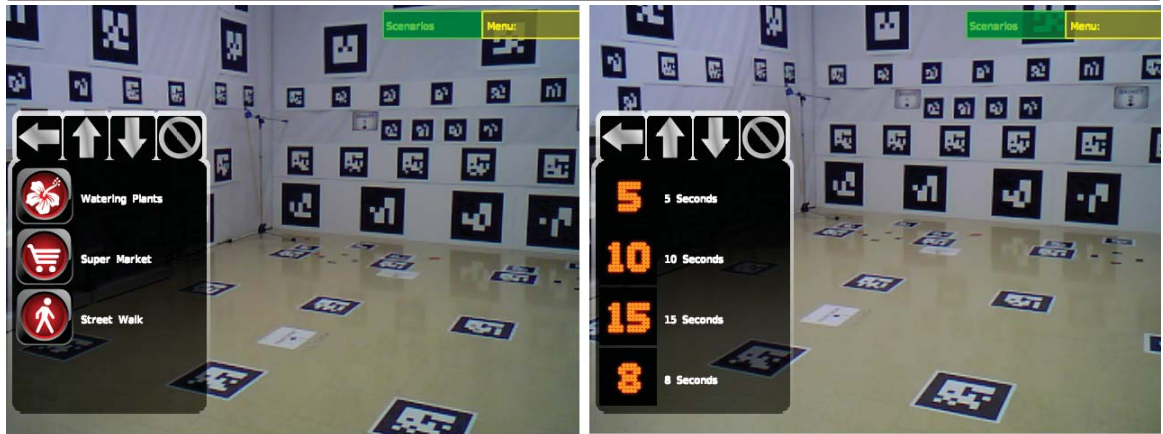 Scenarios Menu:
Watering Plants
Super Market
Street Walk
Scenarios Menu:
5 5 Seconds
10 10 Seconds
15 15 Seconds
8 8 Seconds